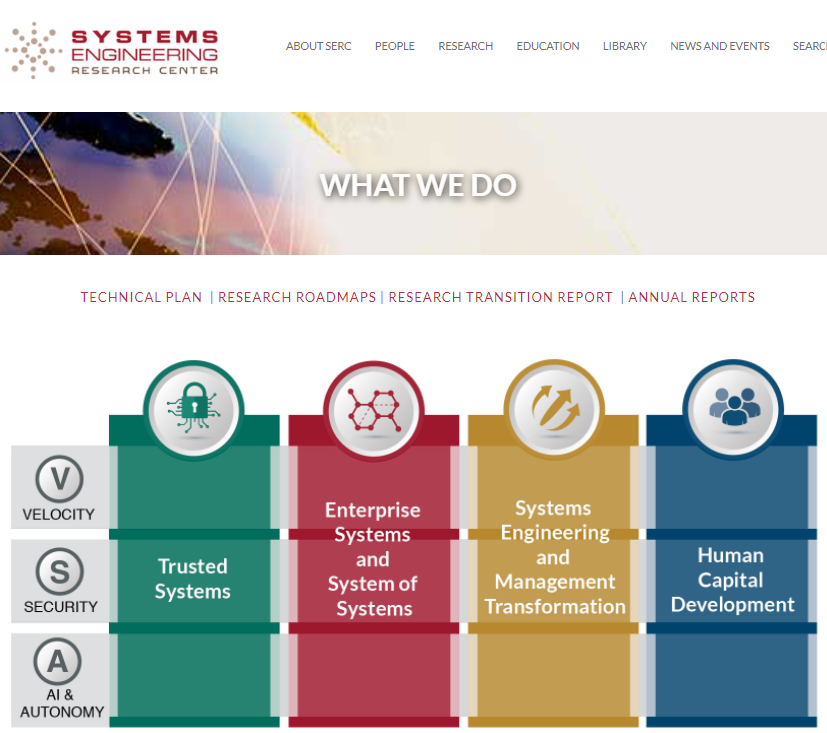 SYSTEMS
ENGINEERING
RESEARCH CENTER
ABOUT SERC PEOPLE RESEARCH EDUCATION LIBRARY NEWS AND EVENTS SEARC
WHAT WE DO
TECHNICAL PLAN | RESEARCH ROADMAPS | RESEARCH TRANSITION REPORT | ANNUAL REPORTS
V
VELOCITY
S
SECURITY
A
AI &
AUTONOMY
Trusted
Systems
Enterprise
Systems
and
System of
Systems
Systems
Engineering
and
Management
Transformation
Human
Capital
Development